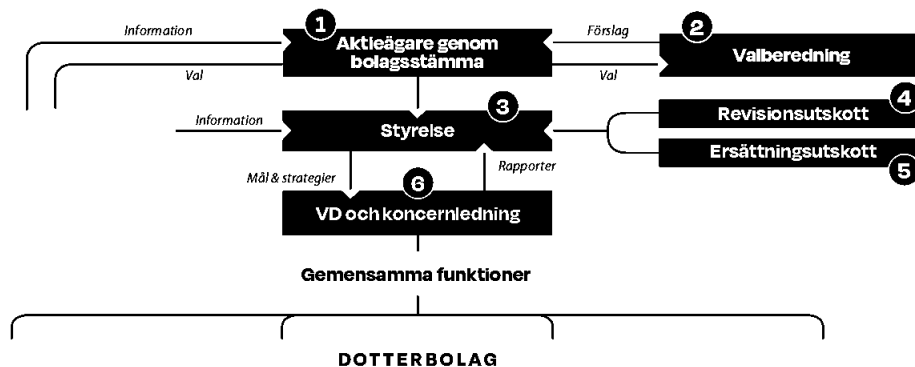 Information
1
Aktieägare genom
bolagsstämma
Förslag
2
Valberedning
Val
Val
3
4
Revisionsutskott
Information
Styrelse
Ersättningsutskott
5
Mål & strategier
6
Rapporter
VD och koncernledning
Gemensamma funktioner
DOTTERBOLAG